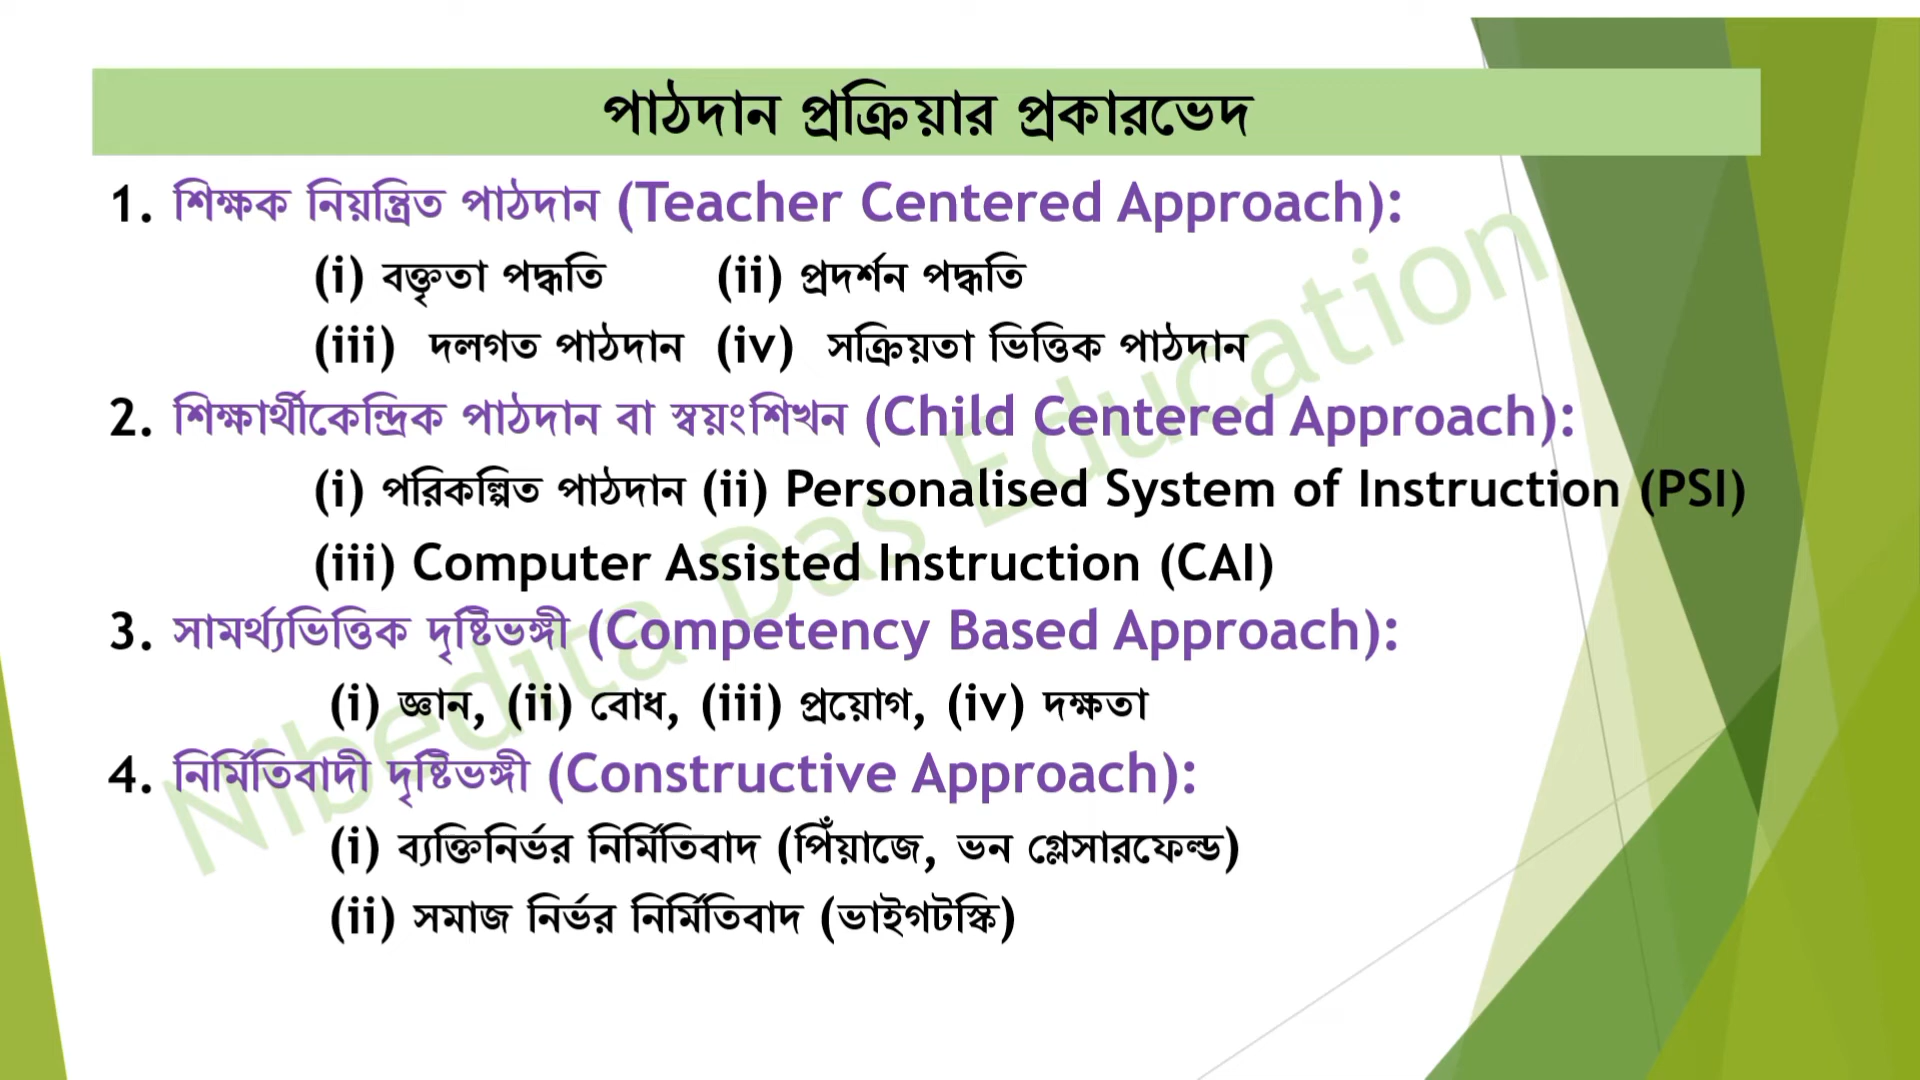 পাঠদান প্রক্রিয়ার প্রকারভেদ
1. শিক্ষক নিয়ন্ত্রিত পাঠদান (Teacher Centered Approach):
(i) বক্তৃতা পদ্ধতি (ii) প্রদর্শন পদ্ধতি
(iii) দলগত পাঠদান (iv) সক্রিয়তা ভিত্তিক পাঠদান
2. শিক্ষার্থীকেন্দ্রিক পাঠদান বা স্বয়ংশিখন (Child Centered Approach):
(i) পরিকল্পিত পাঠদান (ii) Personalised System of Instruction (PSI)
(iii) Computer Assisted Instruction (CAI)
3. সামর্থ্যভিত্তিক দৃষ্টিভঙ্গী (Competency Based Approach):
(i) জ্ঞান, (ii) বোধ, (iii) প্রয়োগ, (iv) দক্ষতা
4. নির্মিতিবাদী দৃষ্টিভঙ্গী (Constructive Approach):
(i) ব্যক্তিনির্ভর নির্মিতিবাদ (পিঁয়াজে, ভন গ্লেসারফেল্ড)
(ii) সমাজ নির্ভর নির্মিতিবাদ (ভাইগটস্কি)
Nibedita Das Education